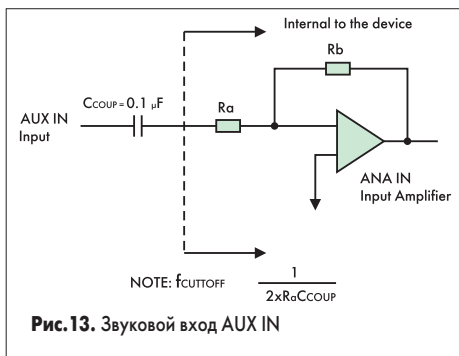 Internal to the device
Rb
CCOUP = 0.1 µF
Ra
AUX IN
Input
ANA IN
Input Amplifier
NOTE: fCUTTOFF 1
2xRaCCOUP
Рис.13. Звуковой вход AUX IN